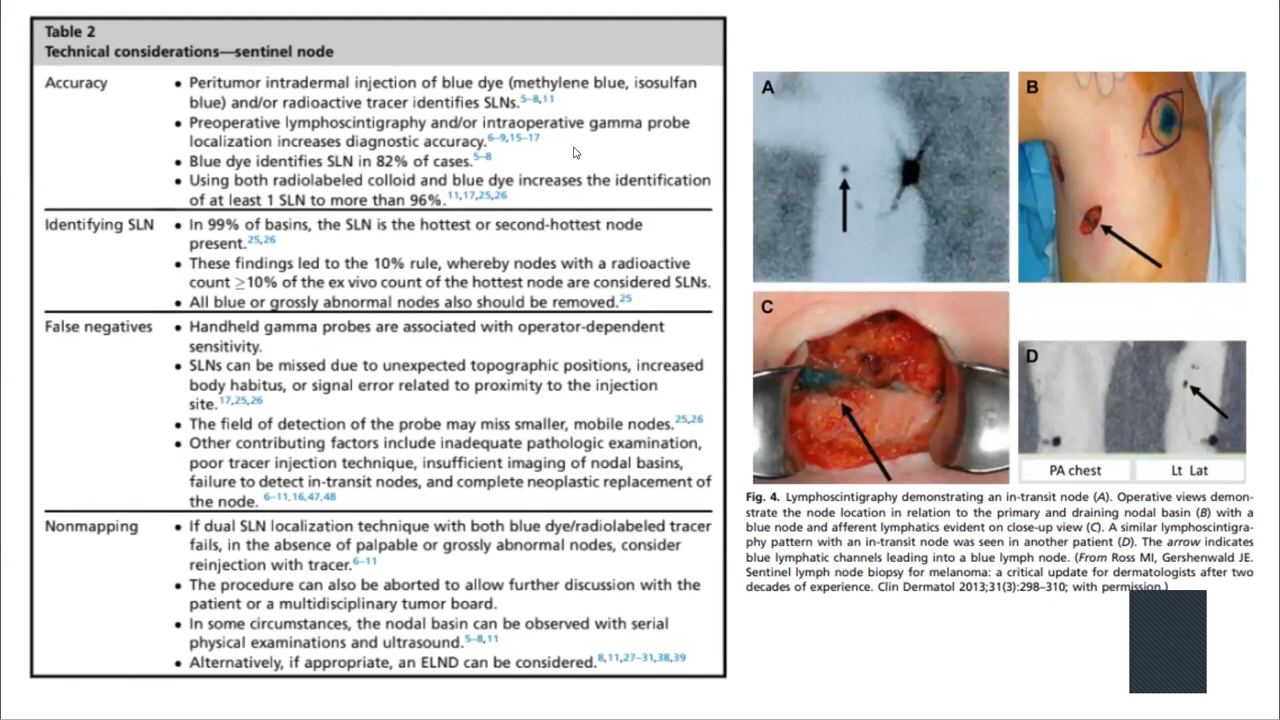 Table 2
Technical considerations—sentinel node
Accuracy
• Peritumor intradermal injection of blue dye (methylene blue, isosulfan
blue) and/or radioactive tracer identifies SLNs.5–8,11
• Preoperative lymphoscintigraphy and/or intraoperative gamma probe
localization increases diagnostic accuracy.6–9,15–17
• Blue dye identifies SLN in 82% of cases.5–8
• Using both radiolabeled colloid and blue dye increases the identification
of at least 1 SLN to more than 96%.11,17,25,26
Identifying SLN
• In 99% of basins, the SLN is the hottest or second-hottest node
present.25,26
• These findings led to the 10% rule, whereby nodes with a radioactive
count ≥10% of the ex vivo count of the hottest node are considered SLNs.
• All blue or grossly abnormal nodes also should be removed.25
False negatives
• Handheld gamma probes are associated with operator-dependent
sensitivity.
• SLNs can be missed due to unexpected topographic positions, increased
body habitus, or signal error related to proximity to the injection
site.17,25,26
• The field of detection of the probe may miss smaller, mobile nodes.25,26
• Other contributing factors include inadequate pathologic examination,
poor tracer injection technique, insufficient imaging of nodal basins,
failure to detect in-transit nodes, and complete neoplastic replacement of
the node. 6–11,16,47,48
Nonmapping
• If dual SLN localization technique with both blue dye/radiolabeled tracer
fails, in the absence of palpable or grossly abnormal nodes, consider
reinjection with tracer.6–11
• The procedure can also be aborted to allow further discussion with the
patient or a multidisciplinary tumor board.
• In some circumstances, the nodal basin can be observed with serial
physical examinations and ultrasound.5–8,11
• Alternatively, if appropriate, an ELND can be considered.8,11,27–31,38,39
A
B
C
D
PA chest
Lt Lat
Fig. 4. Lymphoscintigraphy demonstrating an in-transit node (A). Operative views demon-
strate the node location in relation to the primary and draining nodal basin (B) with a
blue node and afferent lymphatics evident on close-up view (C). A similar lymphoscintigra-
phy pattern with an in-transit node was seen in another patient (D). The arrow indicates
blue lymphatic channels leading into a blue lymph node. (From Ross MI, Gershenwald JE.
Sentinel lymph node biopsy for melanoma: a critical update for dermatologists after two
decades of experience. Clin Dermatol 2013;31(3):298–310; with permission.)